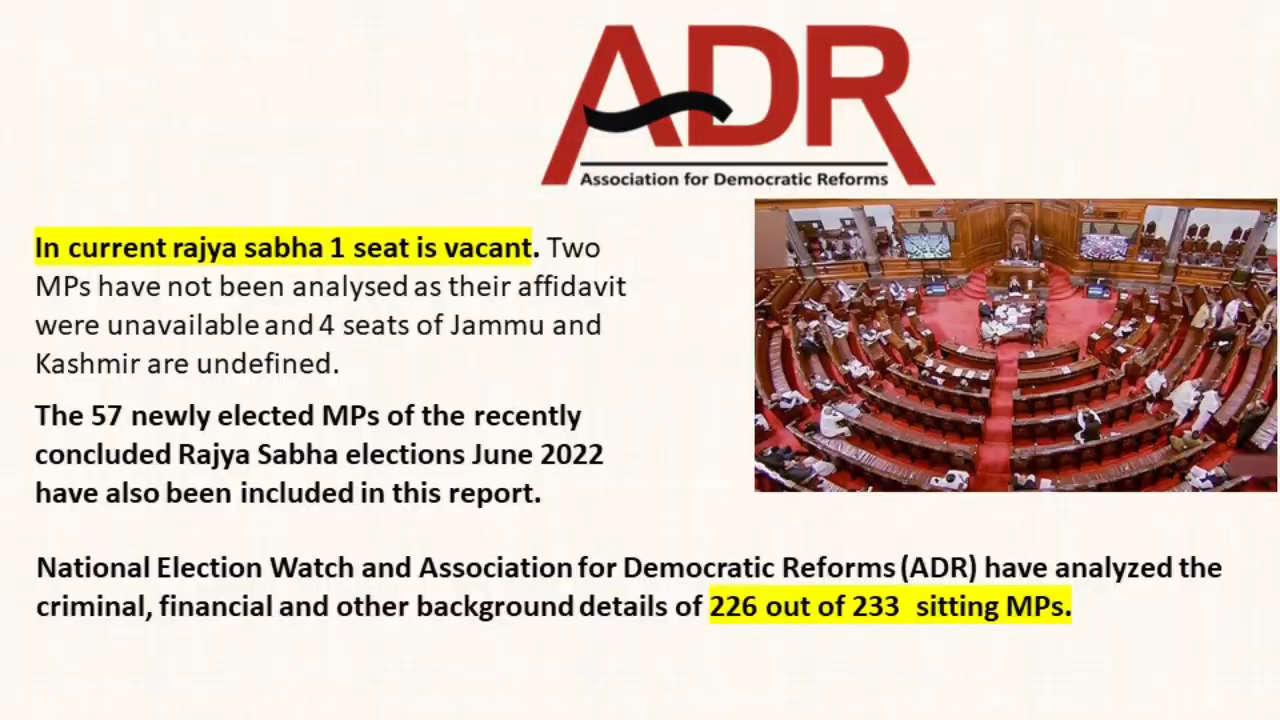 ADR
Association for Democratic Reforms
In current rajya sabha 1 seat is vacant. Two
MPs have not been analysed as their affidavit
were unavailable and 4 seats of Jammu and
Kashmir are undefined.
The 57 newly elected MPs of the recently
concluded Rajya Sabha elections June 2022
have also been included in this report.
National Election Watch and Association for Democratic Reforms (ADR) have analyzed the
criminal, financial and other background details of 226 out of 233 sitting MPs.